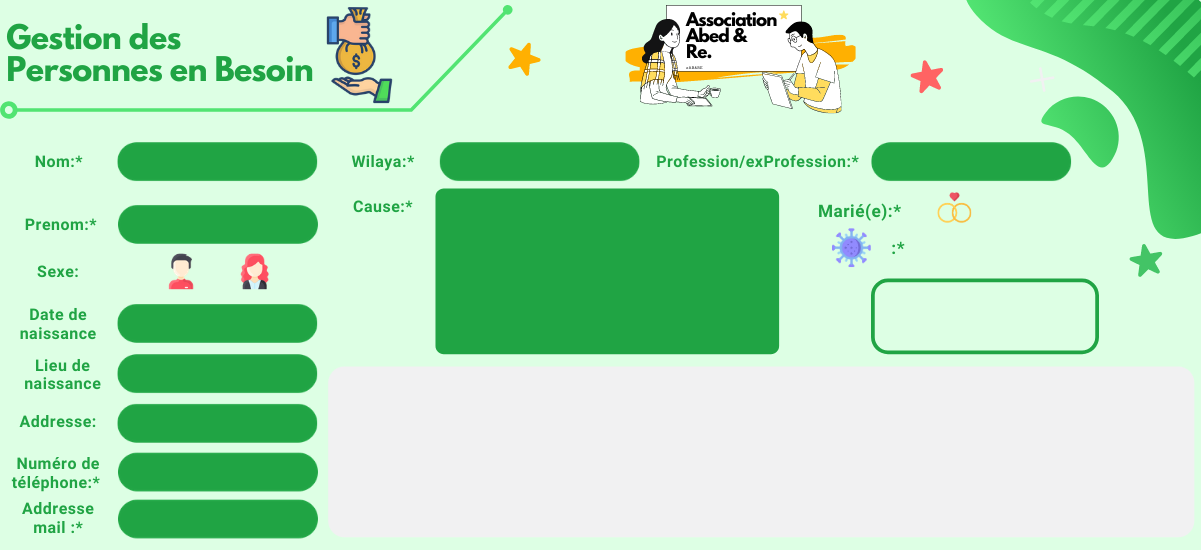 Gestion des
Personnes en Besoin
Association
Abed &
Re.
Nom:*
Wilaya:*
Profession/exProfession:*
Cause:*
Marié(e):*
Prenom:*
:*
Sexe:
Date de
naissance
Lieu de
naissance
Addresse:
Numéro de
téléphone:*
Addresse
mail :*